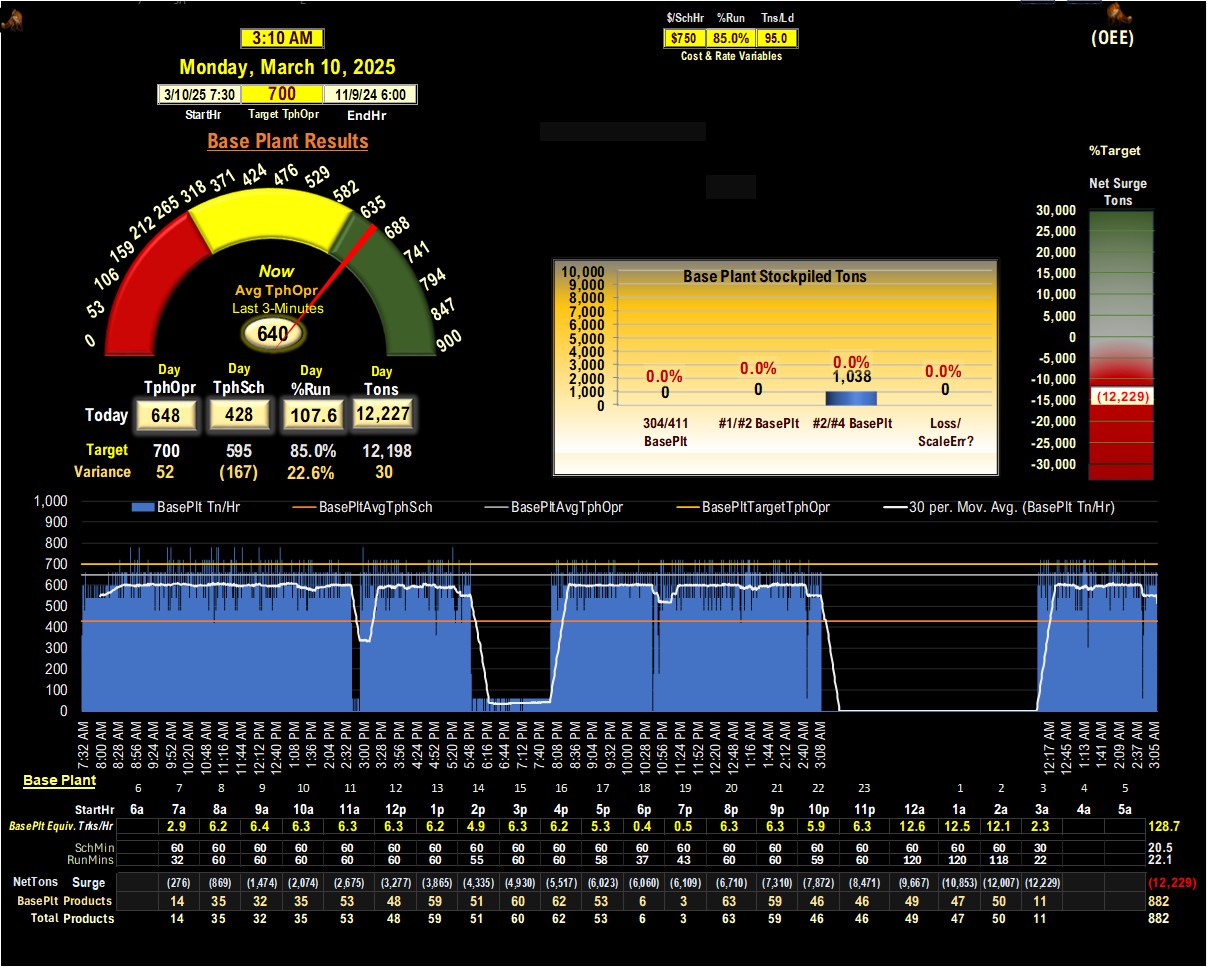 $/SchHr %Run Tns/Ld
$750 85.0% 95.0
Cost & Rate Variables
(OEE)
3:10 AM
Monday, March 10, 2025
3/10/25 7:30 700 11/9/24 6:00
StartHr Target TphOpr EndHr
Base Plant Results
0 53 106 159 212 265 318 371 424 476 529 582 635 688 741 794 847 900
Now
Avg TphOpr
Last 3-Minutes
640
Day Day Day Day
TphOpr TphSch %Run Tons
Today 648 428 107.6 12,227
Target 700 595 85.0% 12,198
Variance 52 (167) 22.6% 30
Base Plant Stockpiled Tons
10,000
9,000
8,000
7,000
6,000
5,000
4,000
3,000
2,000
1,000
0
0.0% 0.0% 0.0% 0.0%
0 0 1,038 0
304/411 BasePlt
#1/#2 BasePlt
#2/#4 BasePlt
Loss/ ScaleErr?
%Target
Net Surge
Tons
30,000
25,000
20,000
15,000
10,000
5,000
0
-5,000
-10,000
-15,000
-20,000
-25,000
-30,000
(12,229)
BasePlt Tn/Hr BasePltAvgTphSch BasePltAvgTphOpr BasePltTargetTphOpr 30 per. Mov. Avg. (BasePlt Tn/Hr)
1,000
900
800
700
600
500
400
300
200
100
0
7:32 AM 8:00 AM 8:28 AM 8:56 AM 9:24 AM 9:52 AM 10:20 AM 10:48 AM 11:16 AM 11:44 AM 12:12 PM 12:40 PM 1:08 PM 1:36 PM 2:04 PM 2:32 PM 3:00 PM 3:28 PM 3:56 PM 4:24 PM 4:52 PM 5:20 PM 5:48 PM 6:16 PM 6:44 PM 7:12 PM 7:40 PM 8:08 PM 8:36 PM 9:04 PM 9:32 PM 10:00 PM 10:28 PM 10:56 PM 11:24 PM 11:52 PM 12:20 AM 12:48 AM 1:16 AM 1:44 AM 2:12 AM 2:40 AM 3:08 AM 12:17 AM 12:45 AM 1:13 AM 1:41 AM 2:09 AM 2:37 AM 3:05 AM
Base Plant
6 7 8 9 10 11 12 13 14 15 16 17 18 19 20 21 22 23 1 2 3 4 5
StartHr 6a 7a 8a 9a 10a 11a 12p 1p 2p 3p 4p 5p 6p 7p 8p 9p 10p 11p 12a 1a 2a 3a 4a 5a
BasePlt Equiv. Trks/Hr 2.9 6.2 6.4 6.3 6.3 6.3 6.2 4.9 6.3 6.2 5.3 0.4 0.5 6.3 6.3 5.9 6.3 12.6 12.5 12.1 2.3 128.7
SchMin 60 60 60 60 60 60 60 60 60 60 60 60 60 60 60 60 60 60 60 60 30 20.5
RunMins 32 60 60 60 60 60 60 55 60 60 58 37 43 60 60 59 60 120 120 118 22 22.1
NetTons Surge (276) (869) (1,474) (2,074) (2,675) (3,277) (3,865) (4,335) (4,930) (5,517) (6,023) (6,060) (6,109) (6,710) (7,310) (7,872) (8,471) (9,667) (10,853) (12,007) (12,229) (12,229)
BasePlt Products 14 35 32 35 53 48 59 51 60 62 53 6 3 63 59 46 46 49 47 50 11 882
Total Products 14 35 32 35 53 48 59 51 60 62 53 6 3 63 59 46 46 49 47 50 11 882